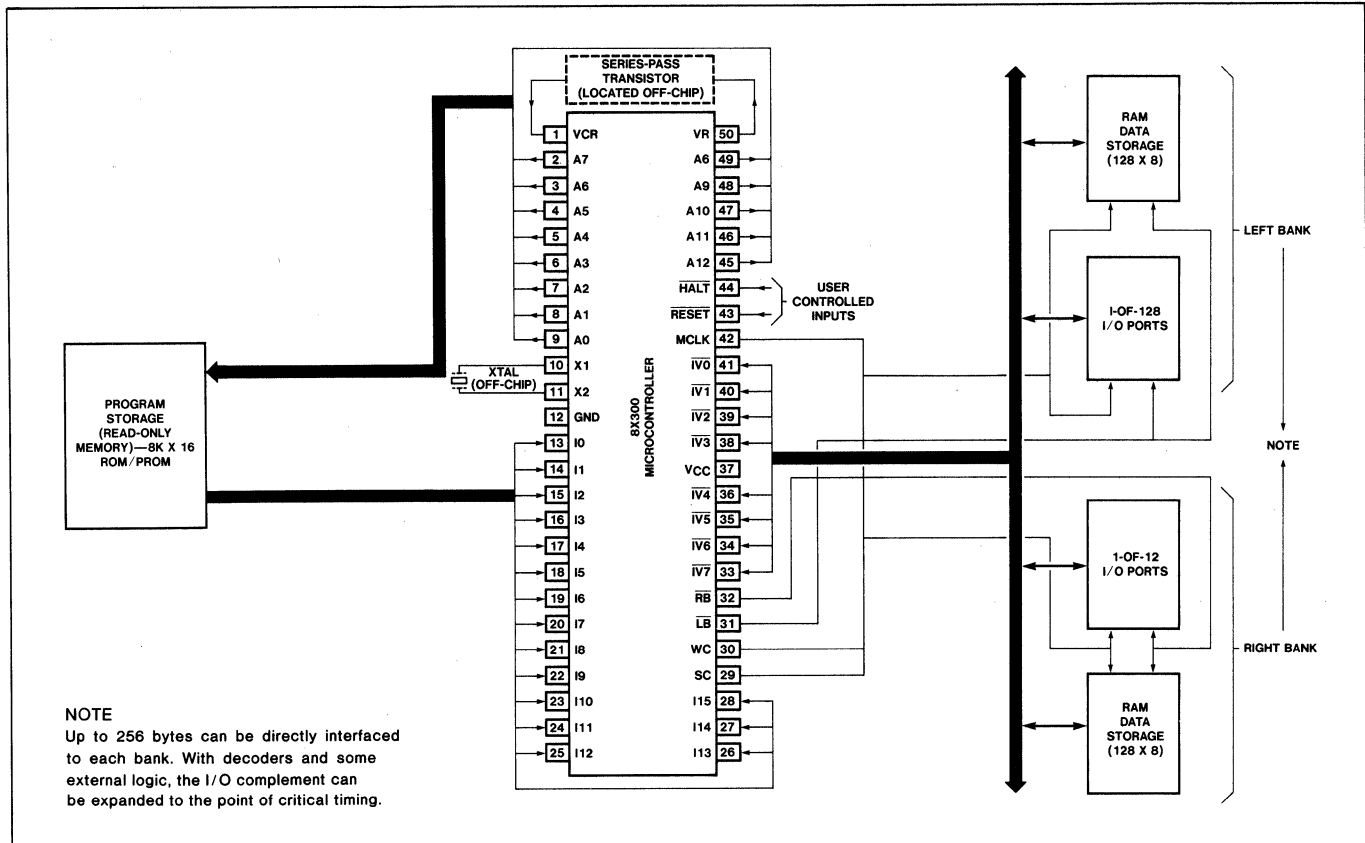 SERIES-PASS
TRANSISTOR
(LOCATED OFF-CHIP)
1 VCR VR 50
2 A7 A6 49
3 A6 A9 48
4 A5 A10 47
5 A4 A11 46
6 A3 A12 45
7 A2 HALT 44
8 A1 RESET 43
9 A0 MCLK 42
10 X1 IV0 41
11 X2 IV1 40
12 GND IV2 39
13 I0 IV3 38
14 I1 VCC 37
15 I2 IV4 36
16 I3 IV5 35
17 I4 IV6 34
18 I5 IV7 33
19 I6 RB 32
20 I7 LB 31
21 I8 WC 30
22 I9 SC 29
23 I10 I15 28
24 I11 I14 27
25 I12 I13 26
8X300
MICROCONTROLLER
XTAL
(OFF-CHIP)
USER
CONTROLLED
INPUTS
PROGRAM
STORAGE
(READ-ONLY
MEMORY)—8K X 16
ROM/PROM
RAM
DATA
STORAGE
(128 X 8)
LEFT BANK
I-OF-128
I/O PORTS
NOTE
1-OF-12
I/O PORTS
RIGHT BANK
RAM
DATA
STORAGE
(128 X 8)
NOTE
Up to 256 bytes can be directly interfaced
to each bank. With decoders and some
external logic, the I/O complement can
be expanded to the point of critical timing.